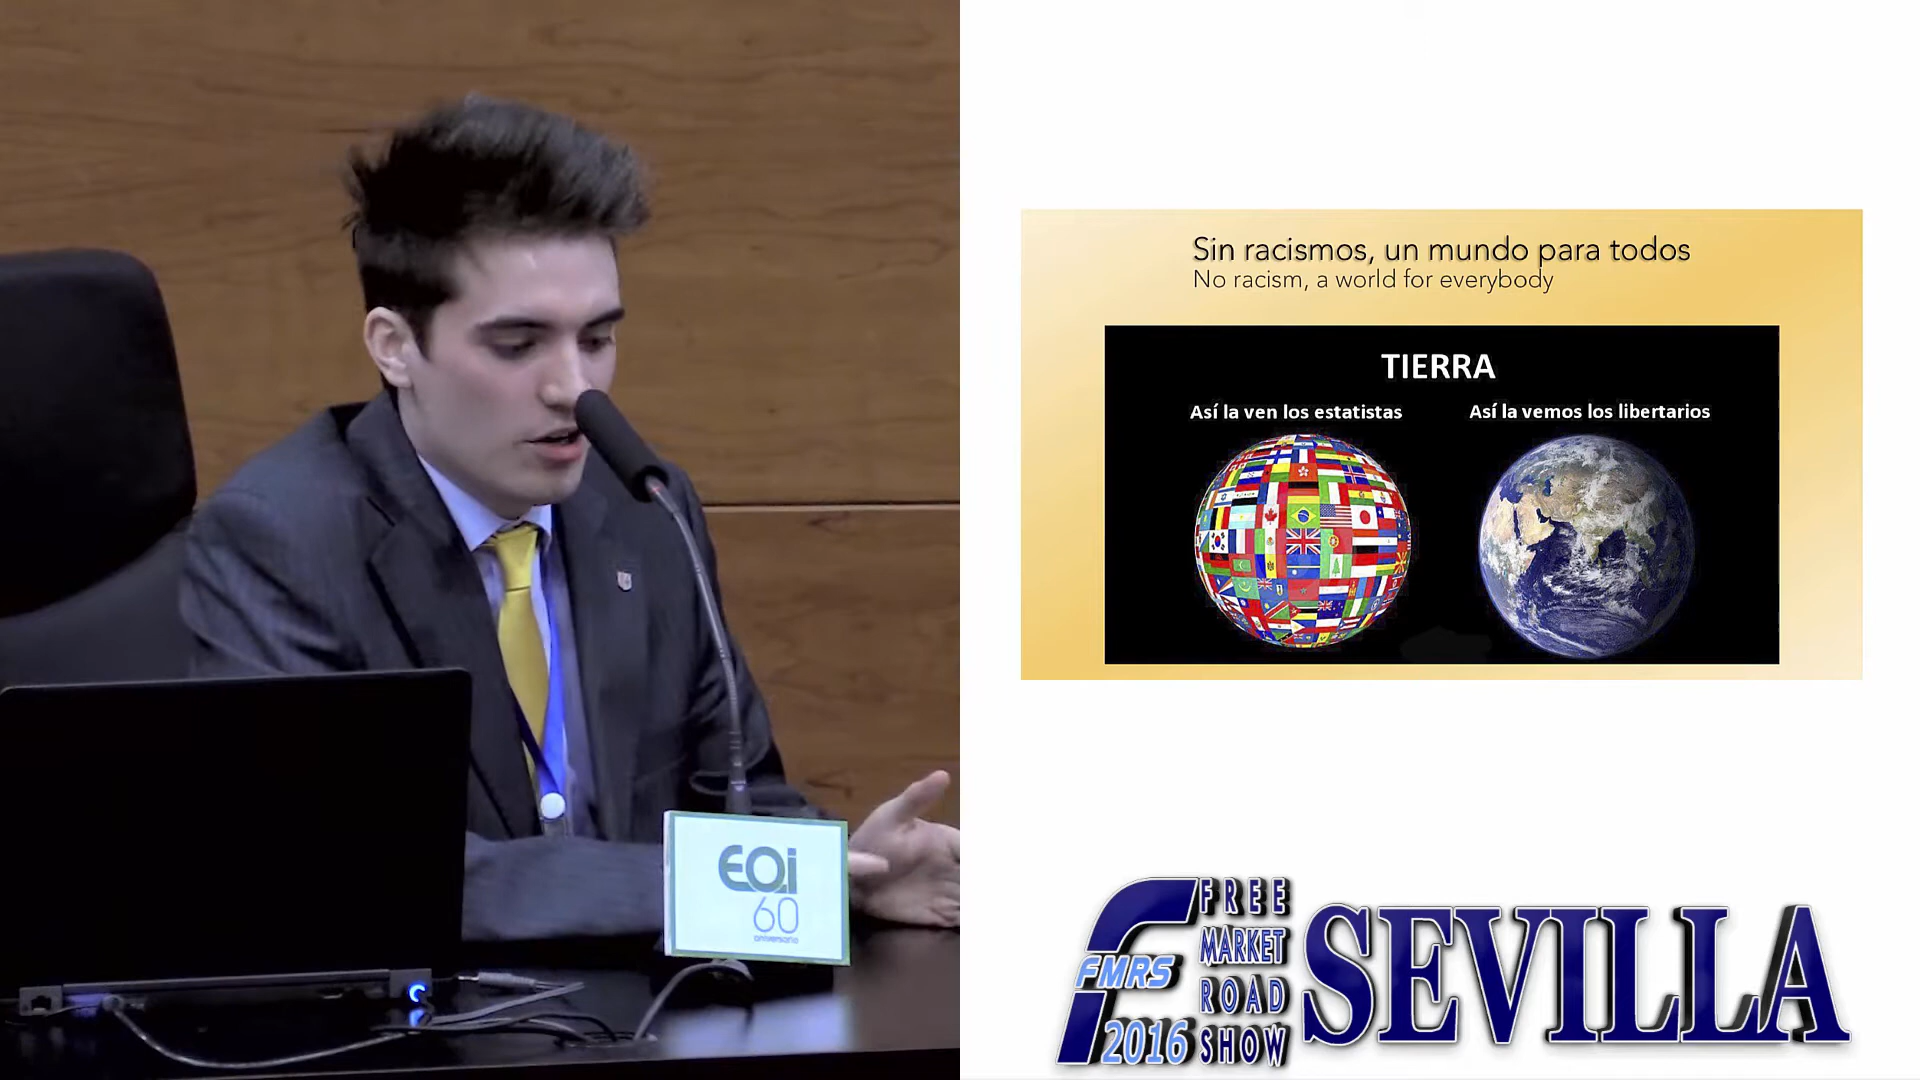 Sin racismos, un mundo para todos
No racism, a world for everybody
TIERRA
Así la ven los estatistas
Así la vemos los libertarios
EOi
60
aniversario
FREE
MARKET
ROAD
SHOW
FMRS
2016
SEVILLA